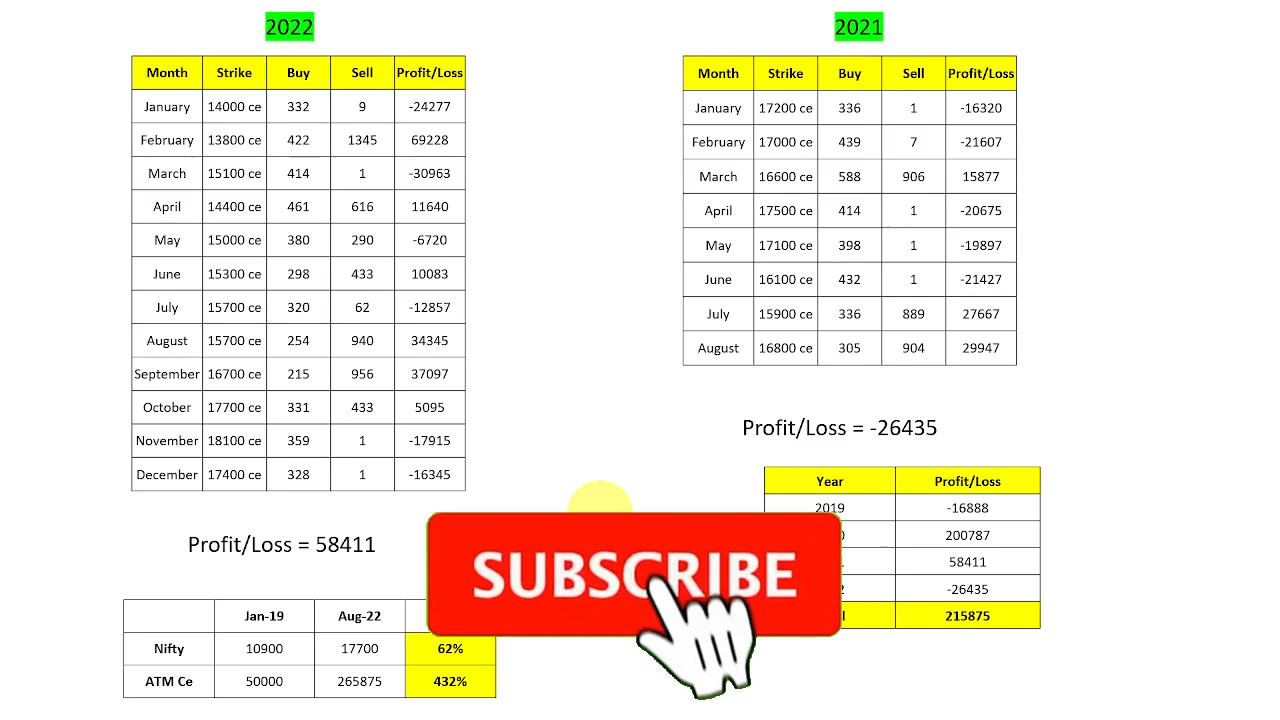 2022
Month Strike Buy Sell Profit/Loss
January 14000 ce 332 9 -24277
February 13800 ce 422 1345 69228
March 15100 ce 414 1 -30963
April 14400 ce 461 616 11640
May 15000 ce 380 290 -6720
June 15300 ce 298 433 10083
July 15700 ce 320 62 -12857
August 15700 ce 254 940 34345
September 16700 ce 215 956 37097
October 17700 ce 331 433 5095
November 18100 ce 359 1 -17915
December 17400 ce 328 1 -16345
Profit/Loss = 58411
2021
Month Strike Buy Sell Profit/Loss
January 17200 ce 336 1 -16320
February 17000 ce 439 7 -21607
March 16600 ce 588 906 15877
April 17500 ce 414 1 -20675
May 17100 ce 398 1 -19897
June 16100 ce 432 1 -21427
July 15900 ce 336 889 27667
August 16800 ce 305 904 29947
Profit/Loss = -26435
Year Profit/Loss
2019 -16888
200787
58411
-26435
215875
SUBSCRIBE
Jan-19 Aug-22
Nifty 10900 17700 62%
ATM Ce 50000 265875 432%